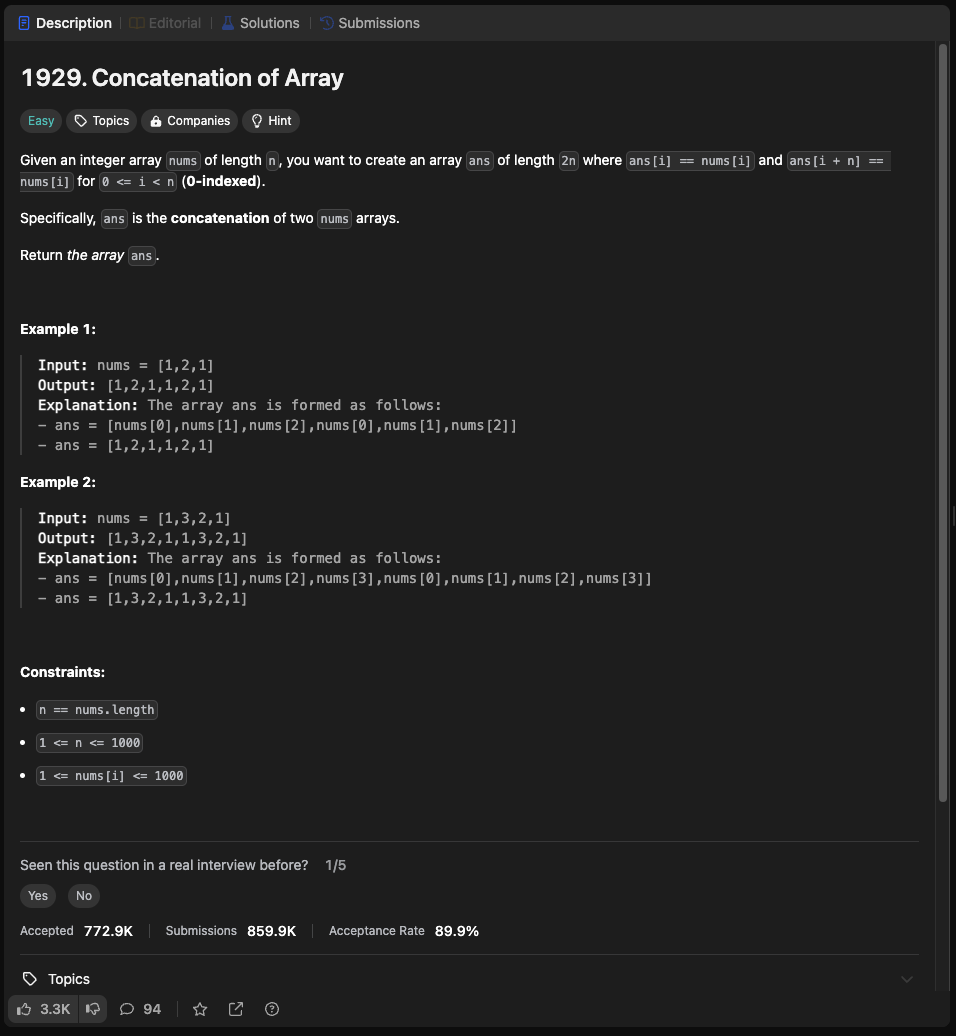 Description | Editorial | Solutions | Submissions
1929. Concatenation of Array
Easy Topics Companies Hint
Given an integer array nums of length n, you want to create an array ans of length 2n where ans[i] == nums[i] and ans[i + n] ==
nums[i] for 0 <= i < n (0-indexed).
Specifically, ans is the concatenation of two nums arrays.
Return the array ans.
Example 1:
Input: nums = [1,2,1]
Output: [1,2,1,1,2,1]
Explanation: The array ans is formed as follows:
- ans = [nums[0],nums[1],nums[2],nums[0],nums[1],nums[2]]
- ans = [1,2,1,1,2,1]
Example 2:
Input: nums = [1,3,2,1]
Output: [1,3,2,1,1,3,2,1]
Explanation: The array ans is formed as follows:
- ans = [nums[0],nums[1],nums[2],nums[3],nums[0],nums[1],nums[2],nums[3]]
- ans = [1,3,2,1,1,3,2,1]
Constraints:
• n == nums.length
• 1 <= n <= 1000
• 1 <= nums[i] <= 1000
Seen this question in a real interview before? 1/5
Yes No
Accepted 772.9K | Submissions 859.9K | Acceptance Rate 89.9%
Topics
3.3K 94